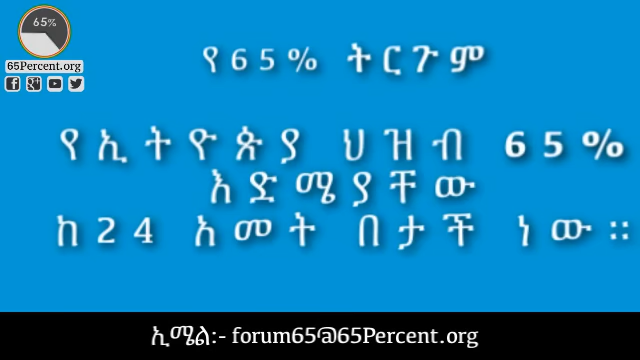 65%
65Percent.org
የ65% ትርጉም
የኢትዮጵያ ህዝብ 65%
እድሜያቸው
ከ24 አመት በታች ነው።
ኢሜል:- forum65@65Percent.org